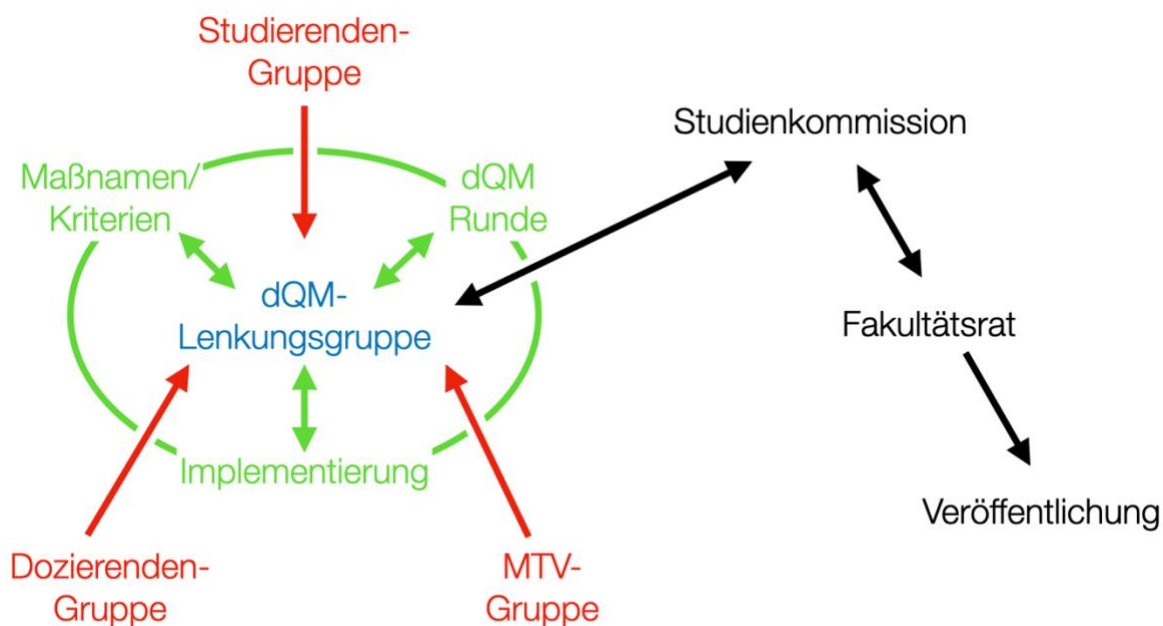 Studierenden-
Gruppe
Studienkommission
Maßnamen/
Kriterien
dQM
Runde
dQM-
Lenkungsgruppe
Fakultätsrat
Implementierung
Veröffentlichung
Dozierenden-
Gruppe
MTV-
Gruppe